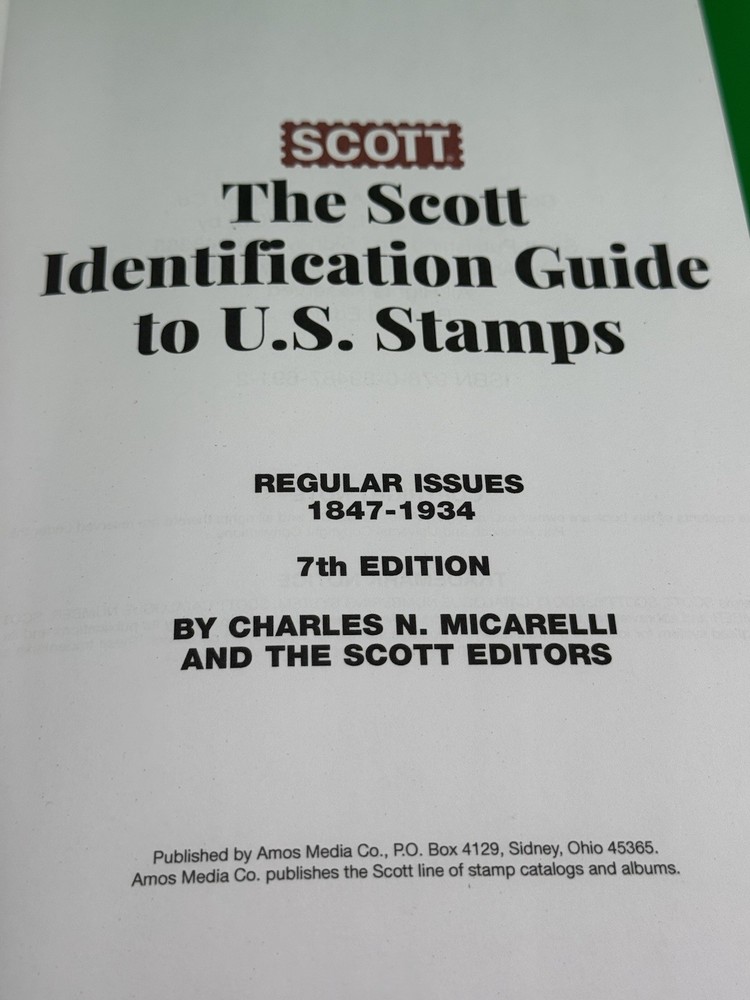 SCOTT
The Scott
Identification Guide
to U.S. Stamps
REGULAR ISSUES
1847-1934
7th EDITION
BY CHARLES N. MICARELLI
AND THE SCOTT EDITORS
Published by Amos Media Co., P.O. Box 4129, Sidney, Ohio 45365.
Amos Media Co. publishes the Scott line of stamp catalogs and albums.